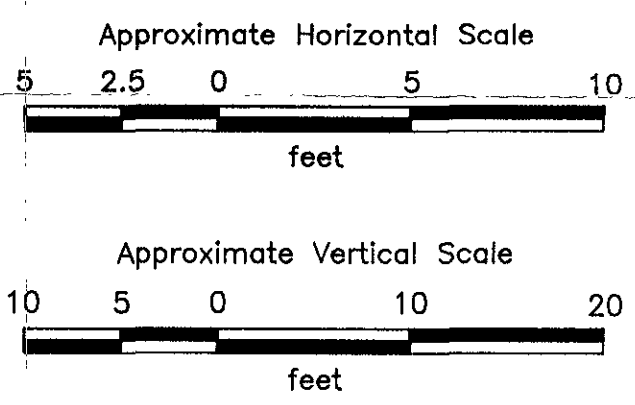 Approximate Horizontal Scale
5 2.5 0 5 10
feet
Approximate Vertical Scale
10 5 0 10 20
feet